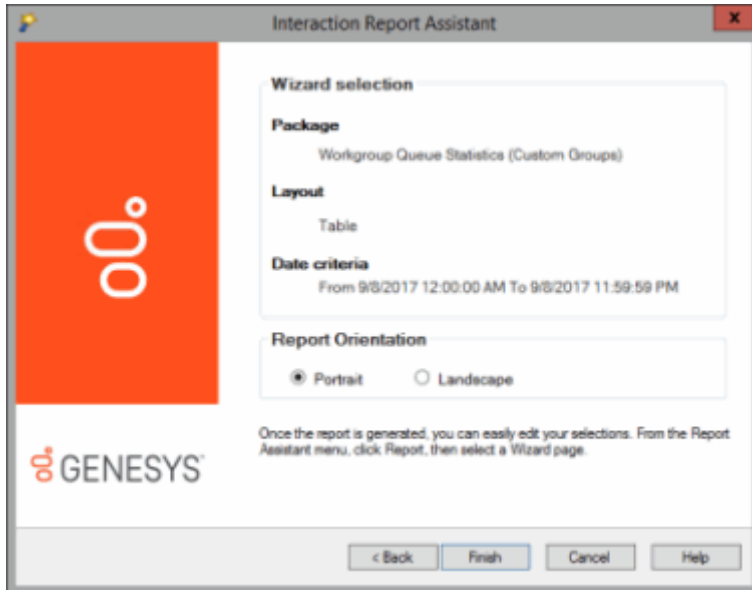 Interaction Report Assistant
x
Wizard selection
Package
Workgroup Queue Statistics (Custom Groups)
Layout
Table
Date criteria
From 9/8/2017 12:00:00 AM To 9/8/2017 11:59:59 PM
Report Orientation
Portrait Landscape
Once the report is generated, you can easily edit your selections. From the Report
Assistant menu, click Report, then select a Wizard page.
GENESYS
< Back Finish Cancel Help